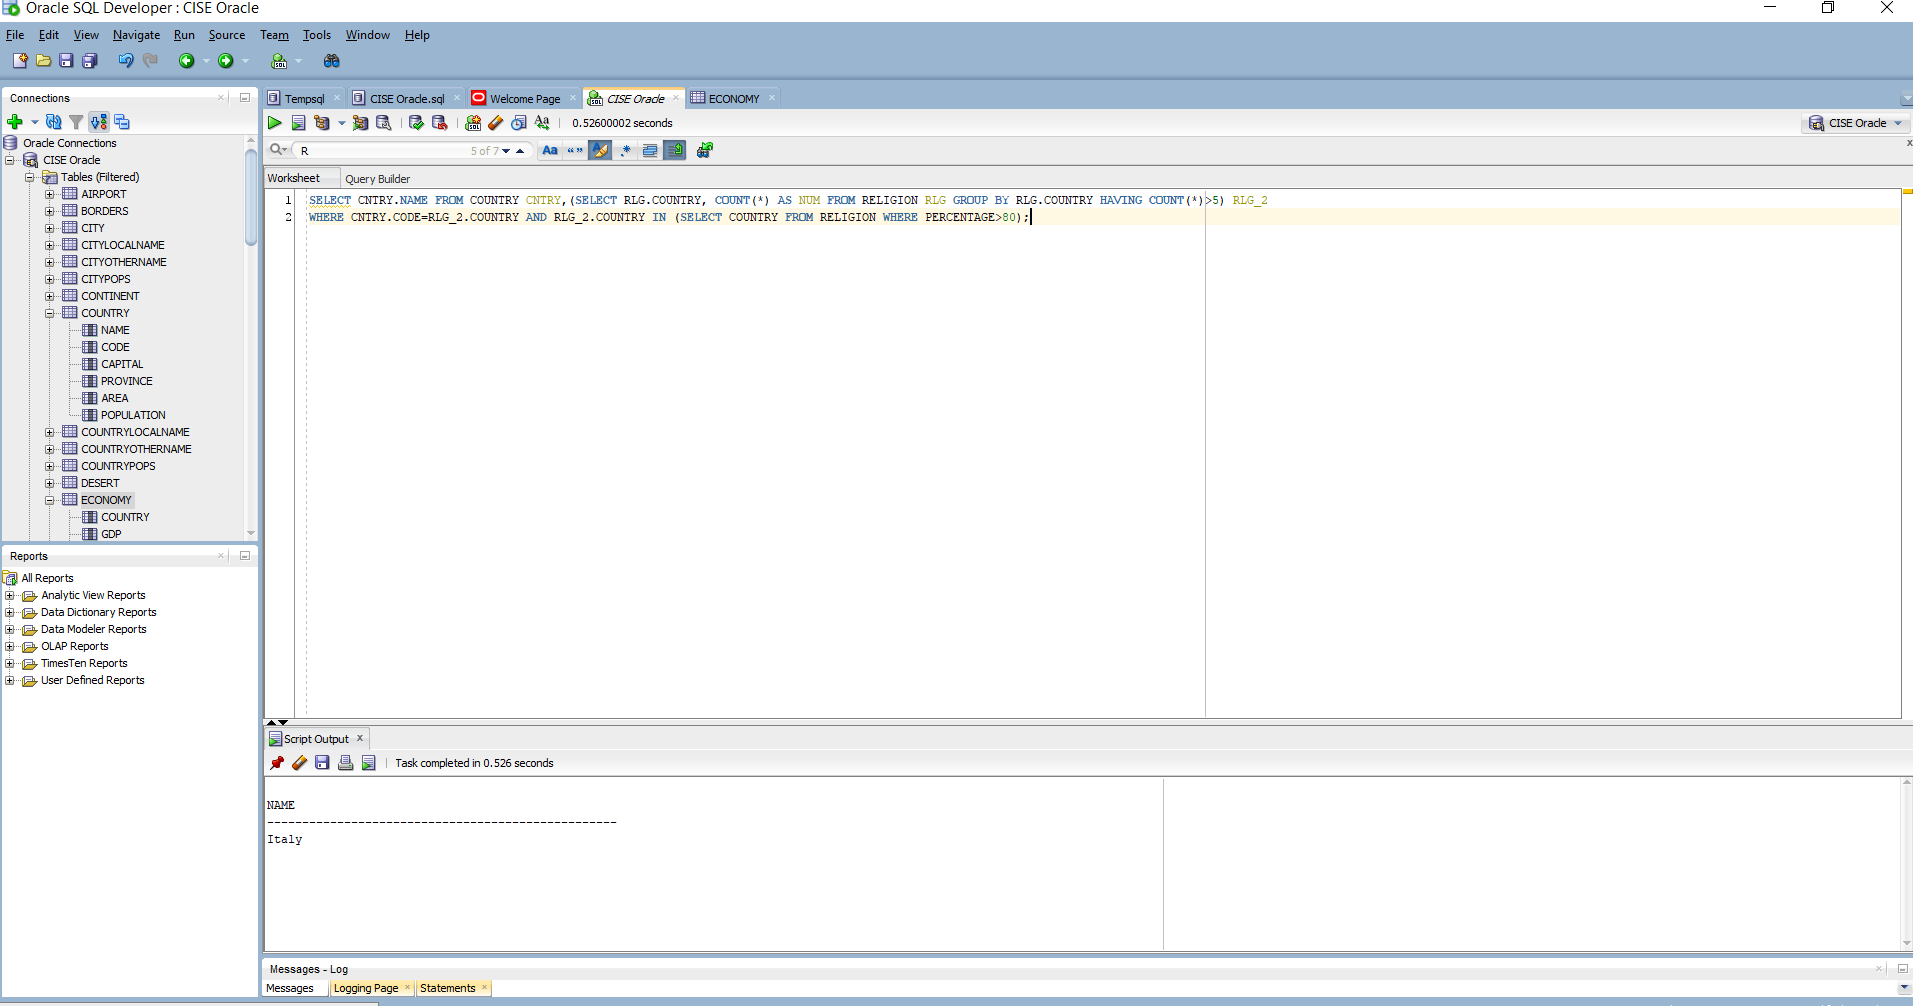 Oracle SQL Developer : CISE Oracle
File Edit View Navigate Run Source Team Tools Window Help
Connections
Oracle Connections
CISE Oracle
Tables (Filtered)
AIRPORT
BORDERS
CITY
CITYLOCALNAME
CITYOTHERNAME
CITYPOPS
CONTINENT
COUNTRY
NAME
CODE
CAPITAL
PROVINCE
AREA
POPULATION
COUNTRYLOCALNAME
COUNTRYOTHERNAME
COUNTRYPOPS
DESERT
ECONOMY
COUNTRY
GDP
Reports
All Reports
Analytic View Reports
Data Dictionary Reports
Data Modeler Reports
OLAP Reports
TimesTen Reports
User Defined Reports
Tempsql CISE Oracle.sql Welcome Page CISE Oracle ECONOMY
0.52600002 seconds
CISE Oracle
R 5 of 7 Aa “”  .*
Worksheet Query Builder
1 SELECT CNTRY.NAME FROM COUNTRY CNTRY,(SELECT RLG.COUNTRY, COUNT(*) AS NUM FROM RELIGION RLG GROUP BY RLG.COUNTRY HAVING COUNT(*)>5) RLG_2
2 WHERE CNTRY.CODE=RLG_2.COUNTRY AND RLG_2.COUNTRY IN (SELECT COUNTRY FROM RELIGION WHERE PERCENTAGE>80);
Script Output
Task completed in 0.526 seconds
NAME
--------------------------------------------------
Italy
Messages - Log
Messages Logging Page Statements